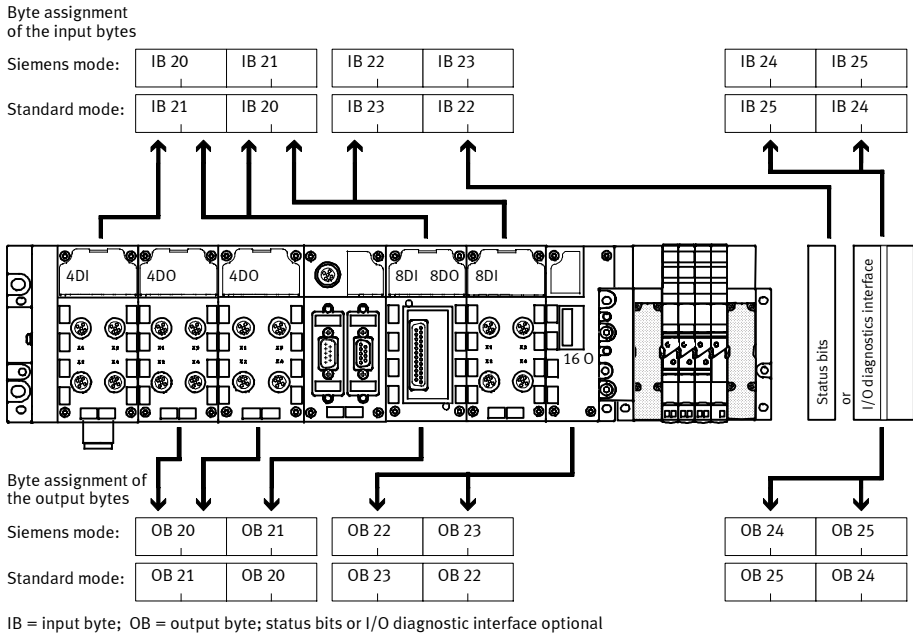 Byte assignment
of the input bytes
Siemens mode: IB 20 IB 21 IB 22 IB 23 IB 24 IB 25
Standard mode: IB 21 IB 20 IB 23 IB 22 IB 25 IB 24
4DI 4DO 4DO 8DI 8DO 8DI
16 O
Status bits
or
I/O diagnostics interface
Byte assignment of
the output bytes
Siemens mode: OB 20 OB 21 OB 22 OB 23 OB 24 OB 25
Standard mode: OB 21 OB 20 OB 23 OB 22 OB 25 OB 24
IB = input byte; OB = output byte; status bits or I/O diagnostic interface optional